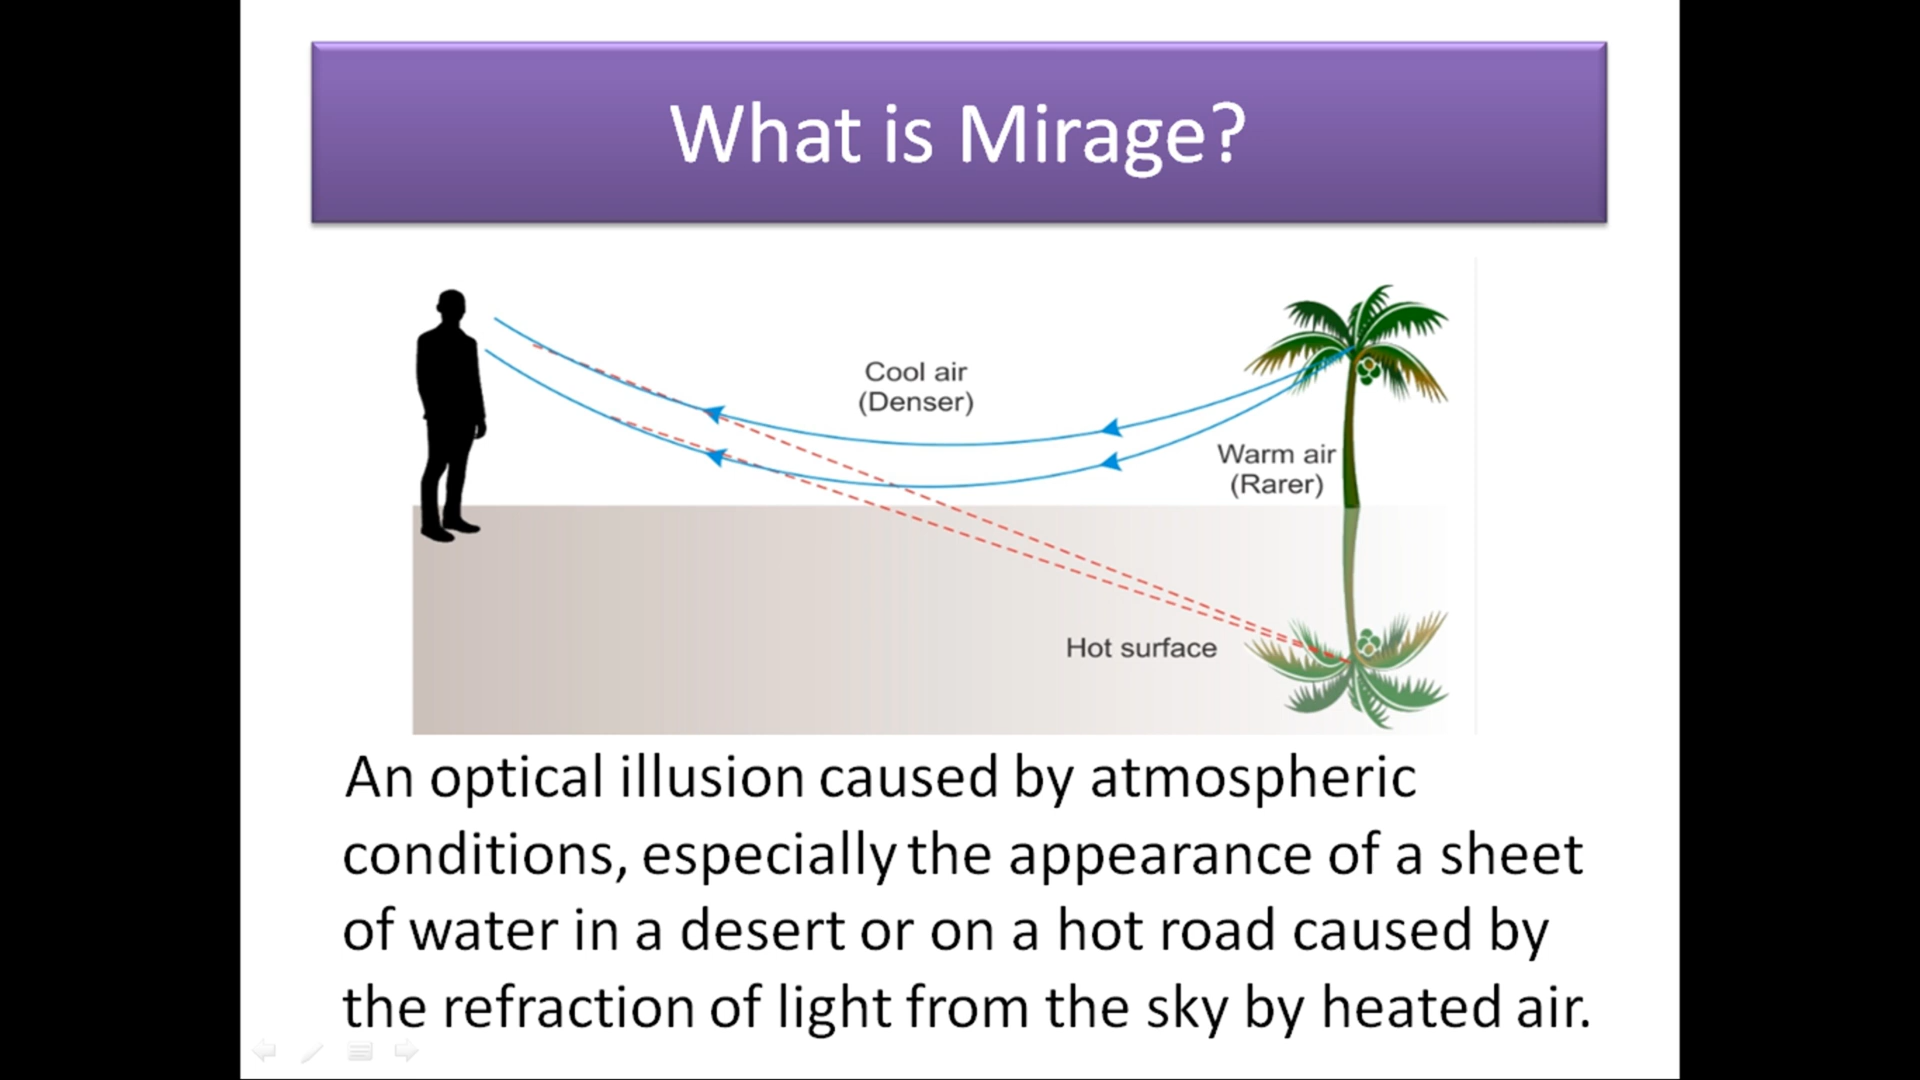 What is Mirage?
Cool air
(Denser)
Warm air
(Rarer)
Hot surface
An optical illusion caused by atmospheric
conditions, especially the appearance of a sheet
of water in a desert or on a hot road caused by
the refraction of light from the sky by heated air.